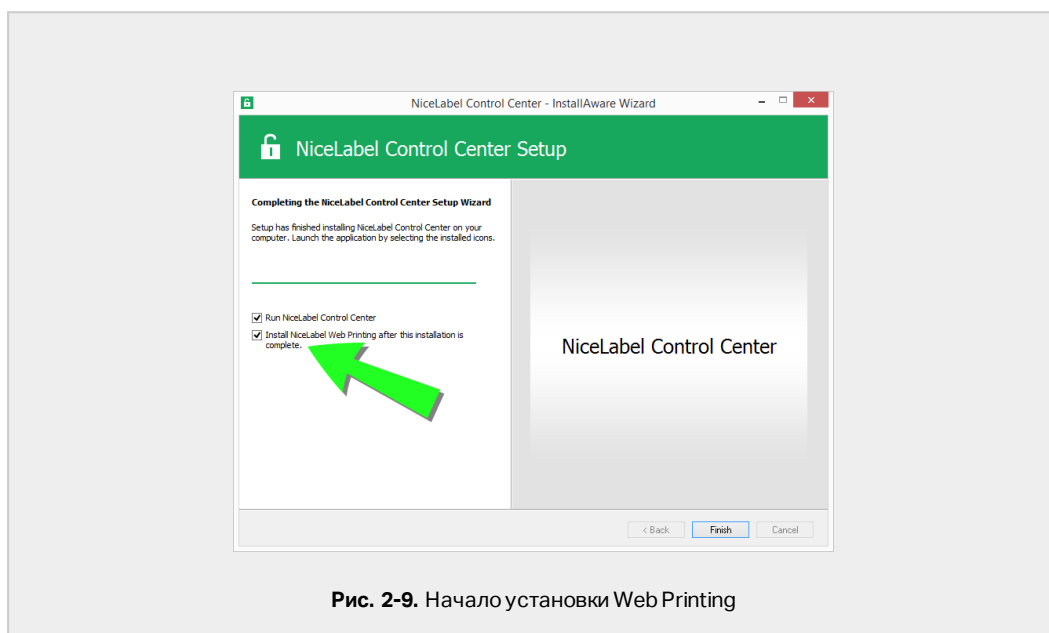 NiceLabel Control Center - InstallAware Wizard
NiceLabel Control Center Setup
Completing the NiceLabel Control Center Setup Wizard
Setup has finished installing NiceLabel Control Center on your
computer. Launch the application by selecting the installed icons.
Run NiceLabel Control Center
Install NiceLabel Web Printing after this installation is
complete.
NiceLabel Control Center
< Back
Finish
Cancel
Рис. 2-9. Начало установки Web Printing